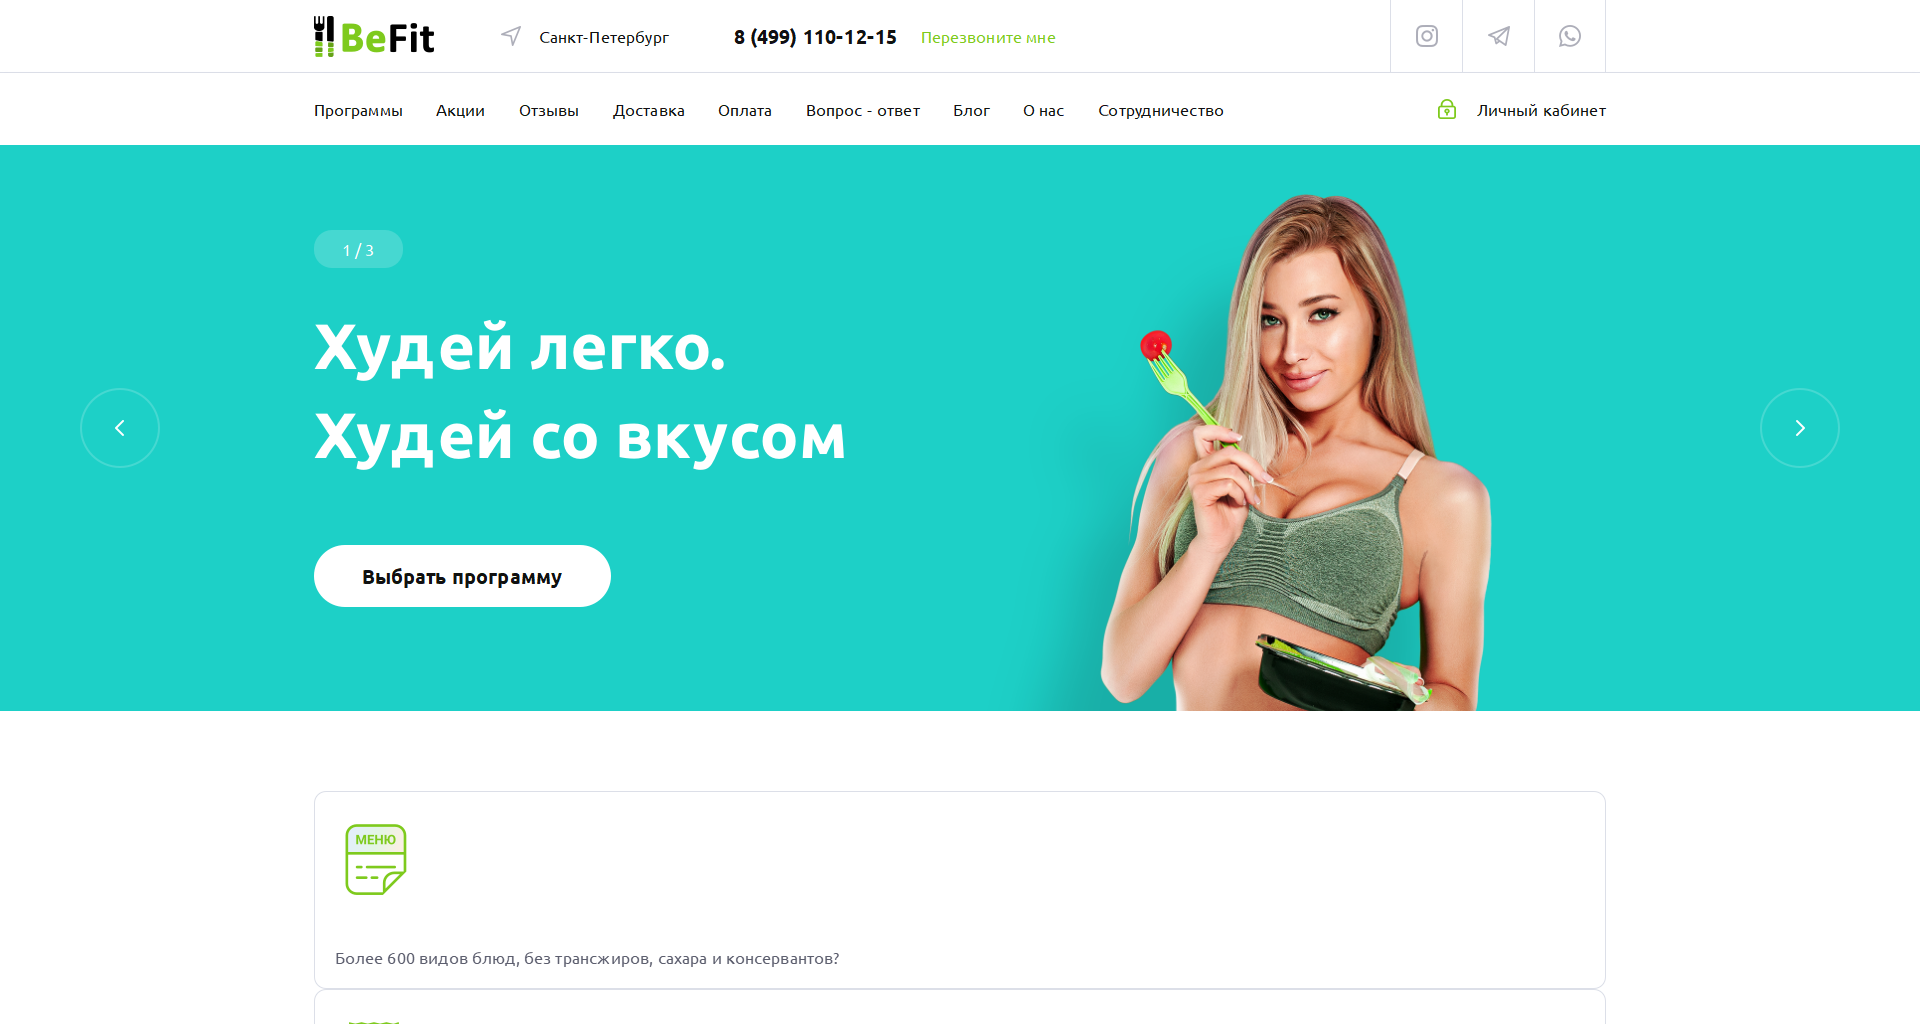 BeFit
Санкт-Петербург
8 (499) 110-12-15
Перезвоните мне
Программы
Акции
Отзывы
Доставка
Оплата
Вопрос - ответ
Блог
О нас
Сотрудничество
Личный кабинет
1 / 3
Худей легко.
Худей со вкусом
Выбрать программу
МЕНЮ
Более 600 видов блюд, без трансжиров, сахара и консервантов?